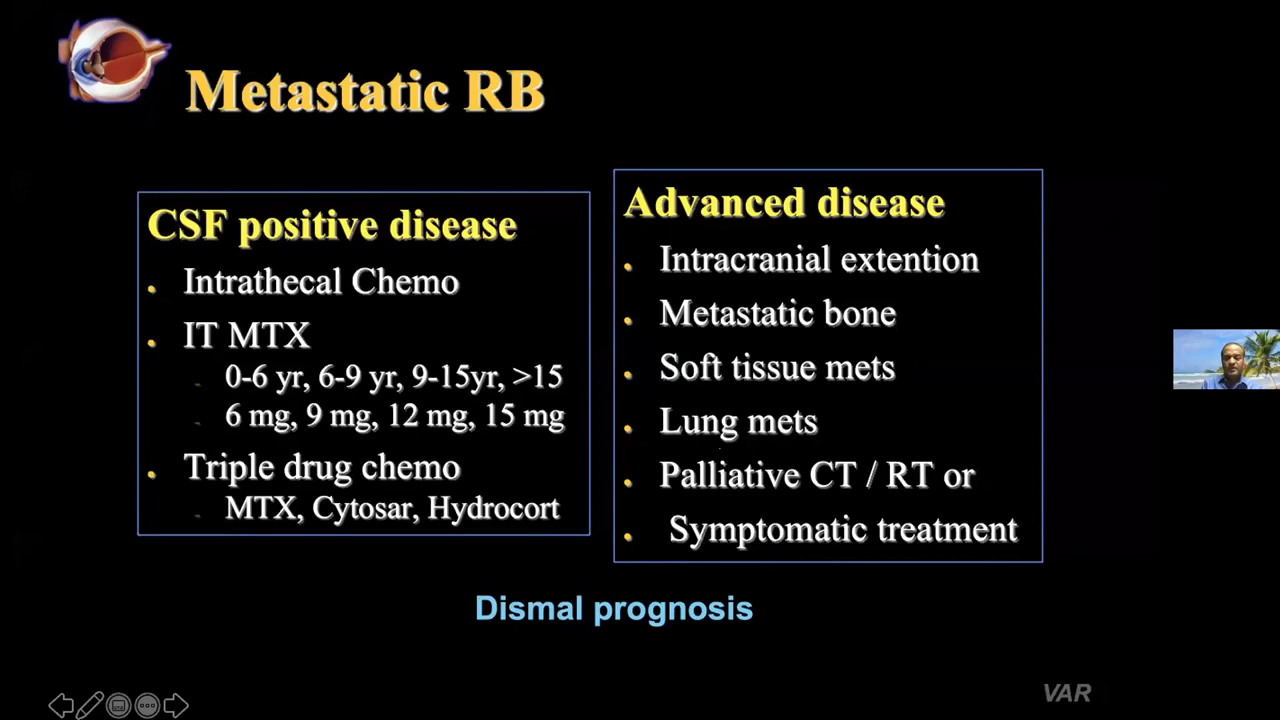 Metastatic RB
CSF positive disease
Intrathecal Chemo
IT MTX
0-6 yr, 6-9 yr, 9-15yr, >15
6 mg, 9 mg, 12 mg, 15 mg
Triple drug chemo
MTX, Cytosar, Hydrocort
Advanced disease
Intracranial extention
Metastatic bone
Soft tissue mets
Lung mets
Palliative CT / RT or
Symptomatic treatment
Dismal prognosis
VAR